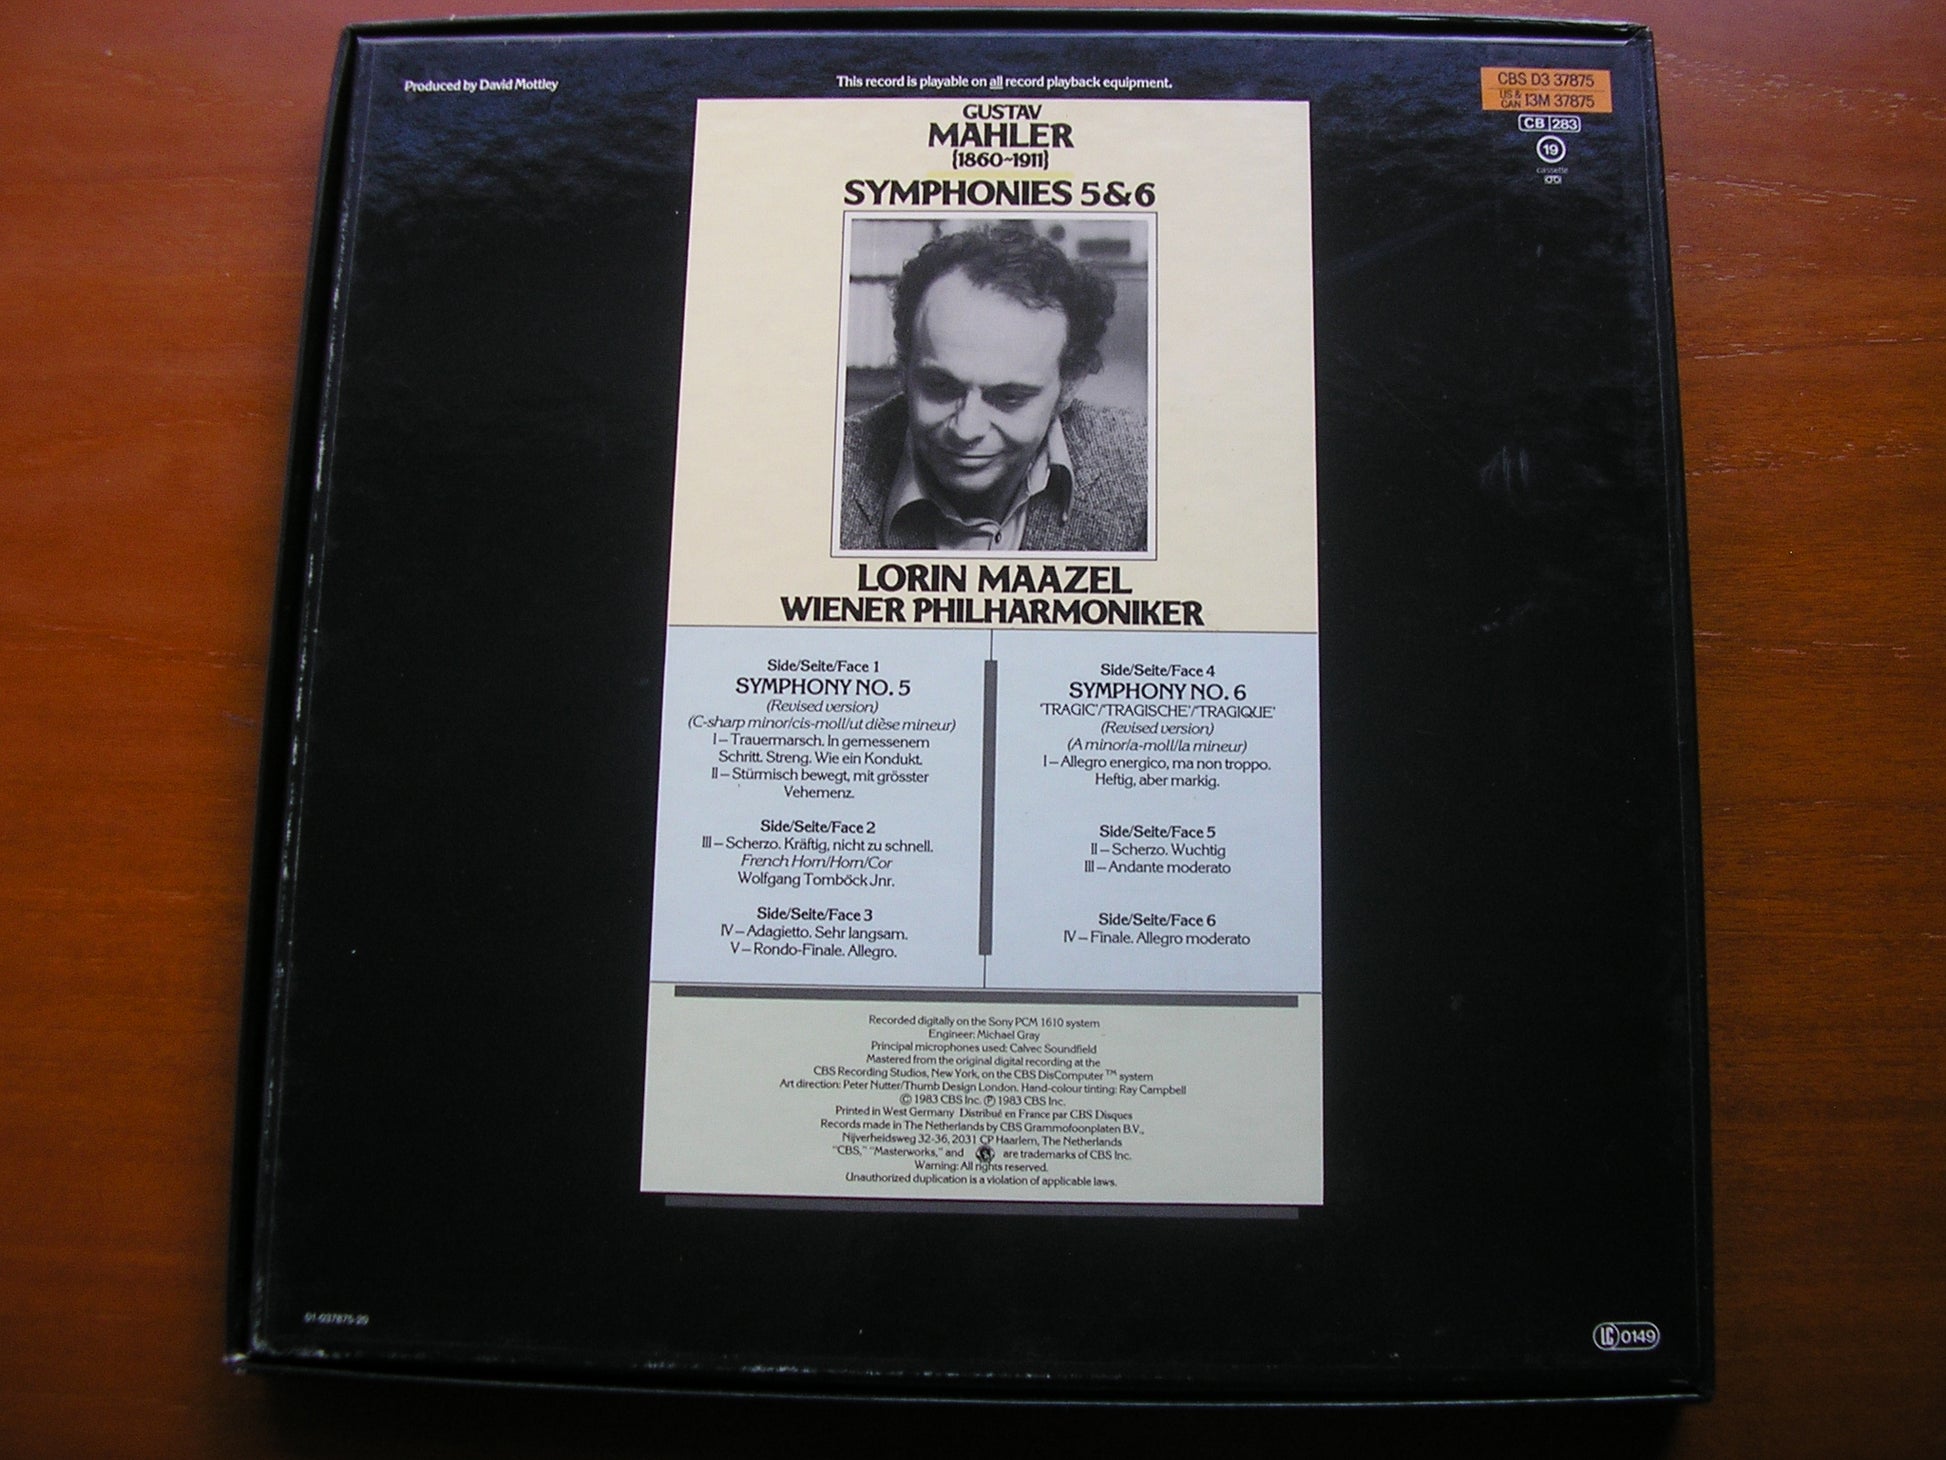 Produced by David Mottley
This record is playable on all record playback equipment.
CBS D3 37875
US & CAN 13M 37875
CB 283
19
cassette
GUSTAV
MAHLER
{1860~1911}
SYMPHONIES 5&6
LORIN MAAZEL
WIENER PHILHARMONIKER
Side/Seite/Face 1
SYMPHONY NO. 5
(Revised version)
(C-sharp minor/cis-moll/ut dièse mineur)
I – Trauermarsch. In gemessenem
Schritt. Streng. Wie ein Kondukt.
II – Stürmisch bewegt, mit grösster
Vehemenz.
Side/Seite/Face 2
III – Scherzo. Kräftig, nicht zu schnell.
French Horn/Horn/Cor
Wolfgang Tomböck Jnr.
Side/Seite/Face 3
IV – Adagietto. Sehr langsam.
V – Rondo-Finale. Allegro.
Side/Seite/Face 4
SYMPHONY NO. 6
'TRAGIC'/'TRAGISCHE'/'TRAGIQUE'
(Revised version)
(A minor/a-moll/la mineur)
I – Allegro energico, ma non troppo.
Heftig, aber markig.
Side/Seite/Face 5
II – Scherzo. Wuchtig
III – Andante moderato
Side/Seite/Face 6
IV – Finale. Allegro moderato
Recorded digitally on the Sony PCM 1610 system
Engineer: Michael Gray
Principal microphones used: Calvec Soundfield
Mastered from the original digital recording at the
CBS Recording Studios, New York, on the CBS DisComputer ™ system
Art direction: Peter Nutter/Thumb Design London. Hand-colour tinting: Ray Campbell
© 1983 CBS Inc. ℗ 1983 CBS Inc.
Printed in West Germany Distribué en France par CBS Disques
Records made in The Netherlands by CBS Grammofoonplaten B.V.,
Nijverheidsweg 32-36, 2031 CP Haarlem, The Netherlands
"CBS," "Masterworks," and are trademarks of CBS Inc.
Warning: All rights reserved.
Unauthorized duplication is a violation of applicable laws.
01-037875-20
LC 0149